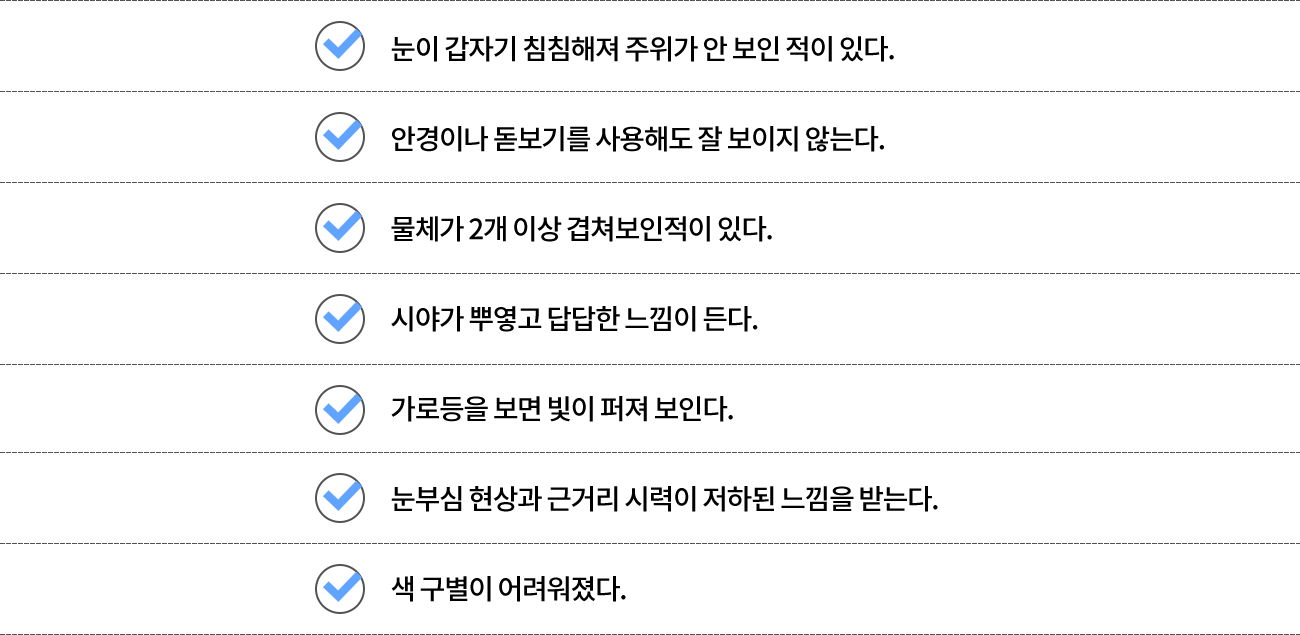 눈이 갑자기 침침해져 주위가 안 보인 적이 있다.
안경이나 돋보기를 사용해도 잘 보이지 않는다.
물체가 2개 이상 겹쳐보인적이 있다.
시야가 뿌옇고 답답한 느낌이 든다.
가로등을 보면 빛이 퍼져 보인다.
눈부심 현상과 근거리 시력이 저하된 느낌을 받는다.
색 구별이 어려워졌다.